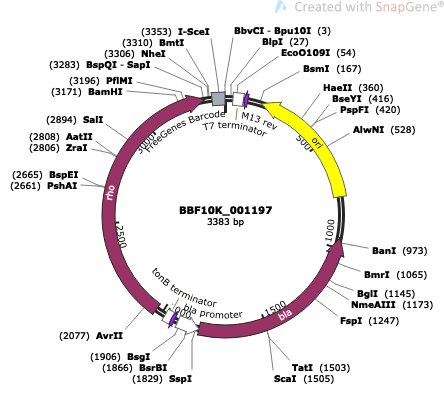 Created with SnapGene®
(3353) I-SceI
(3310) BmtI
(3306) NheI
(3283) BspQI - SapI
(3196) PflMI
(3171) BamHI
(2894) SalI
(2808) AatII
(2806) ZraI
(2665) BspEI
(2661) PshAI
(2077) AvrII
(1906) BsgI
(1866) BsrBI
(1829) SspI
BbvCI - Bpu10I (3)
BlpI (27)
EcoO109I (54)
BsmI (167)
HaeII (360)
BseYI (416)
PspFI (420)
AlwNI (528)
BanI (973)
BmrI (1065)
BglI (1145)
NmeAIII (1173)
FspI (1247)
TatI (1503)
ScaI (1505)
FreeGenes Barcode
T7 terminator
M13 rev
ori
rho
bla
tonB terminator
bla promoter
500
1000
1500
2500
3000
BBF10K_001197
3383 bp